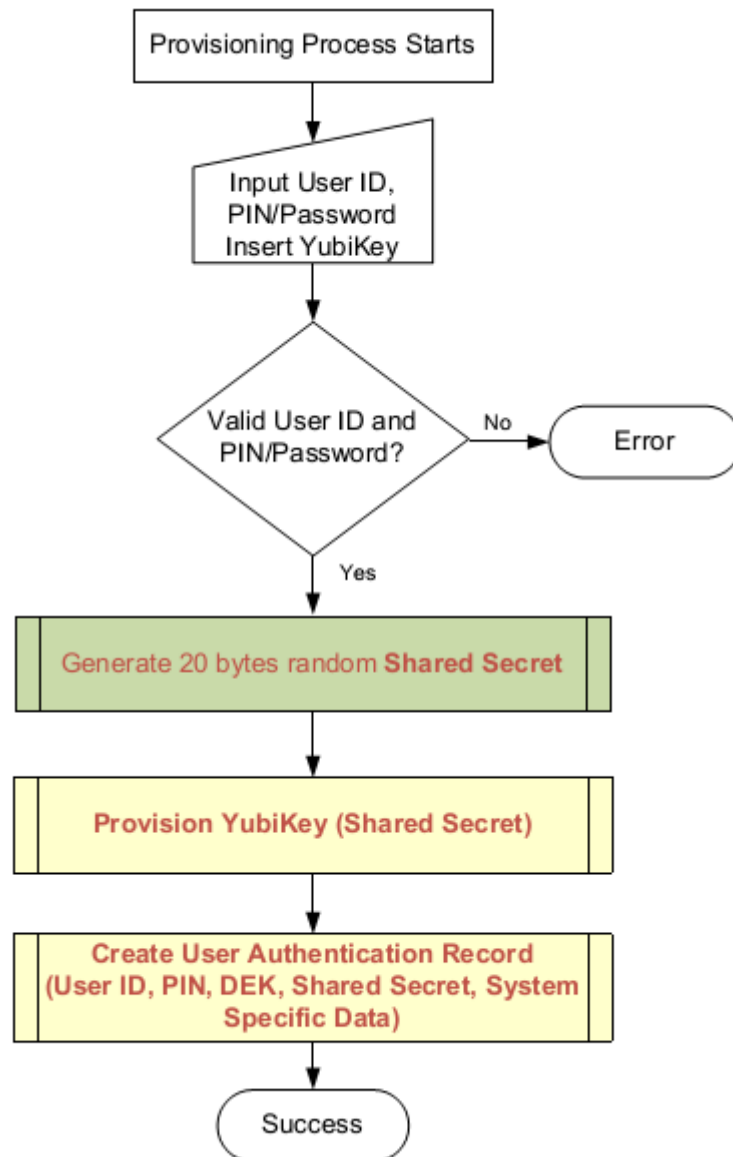 Provisioning Process Starts
Input User ID,
PIN/Password
Insert YubiKey
Valid User ID and
PIN/Password?
No
Error
Yes
Generate 20 bytes random Shared Secret
Provision YubiKey (Shared Secret)
Create User Authentication Record
(User ID, PIN, DEK, Shared Secret, System
Specific Data)
Success